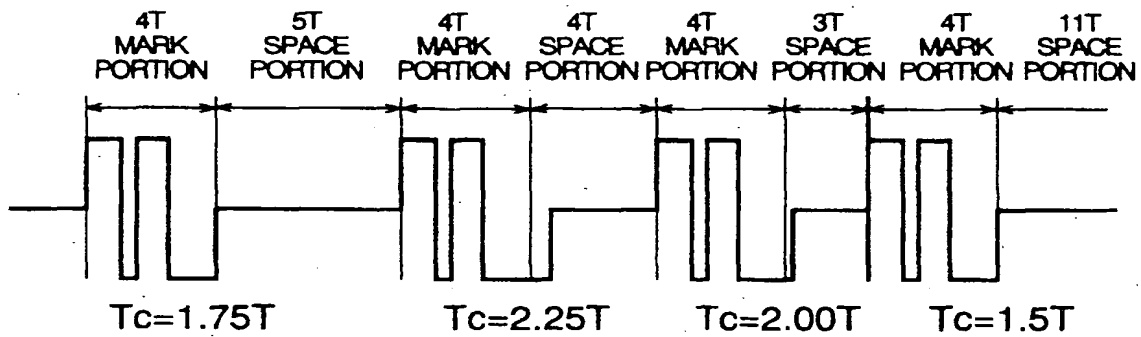 4T MARK PORTION
5T SPACE PORTION
4T MARK PORTION
4T SPACE PORTION
4T MARK PORTION
3T SPACE PORTION
4T MARK PORTION
11T SPACE PORTION
Tc=1.75T
Tc=2.25T
Tc=2.00T
Tc=1.5T